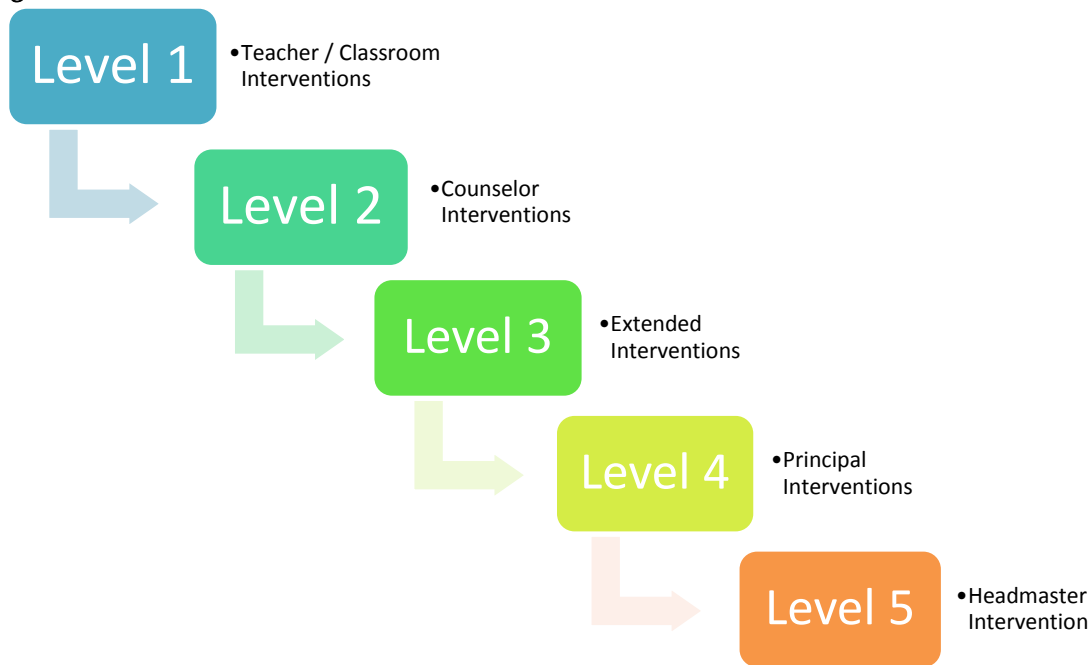 Level 1
•Teacher / Classroom
Interventions
Level 2
•Counselor
Interventions
Level 3
•Extended
Interventions
Level 4
•Principal
Interventions
Level 5
•Headmaster
Intervention